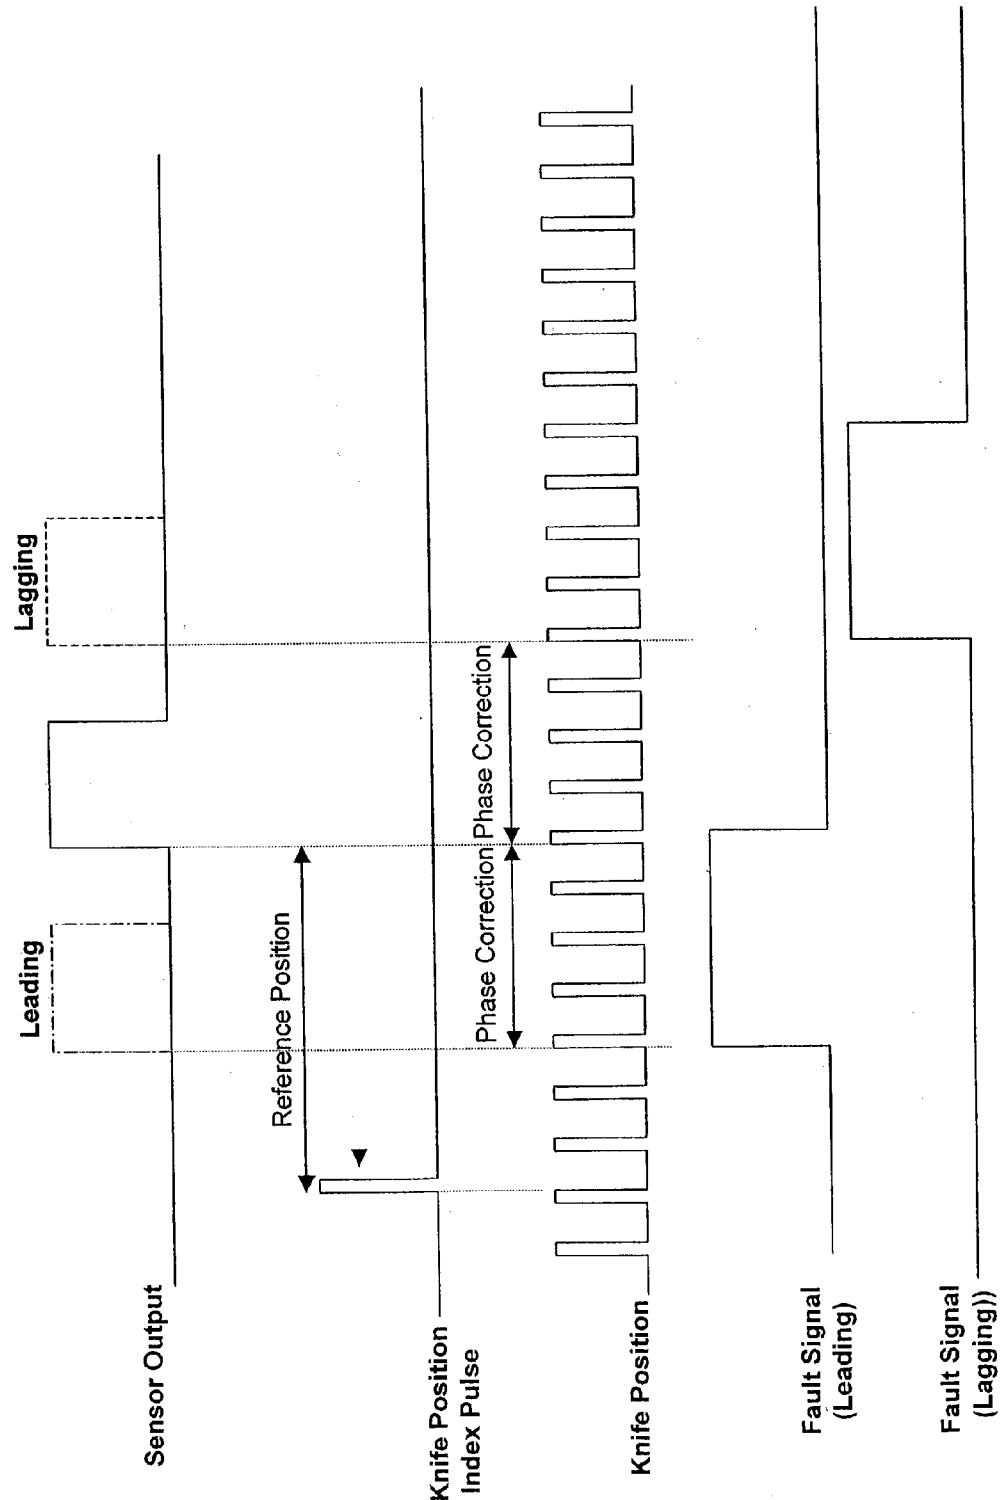 Leading
Lagging
Sensor Output
Reference Position
Knife Position
Index Pulse
Phase Correction
Phase Correction
Knife Position
Fault Signal
(Leading)
Fault Signal
(Lagging))